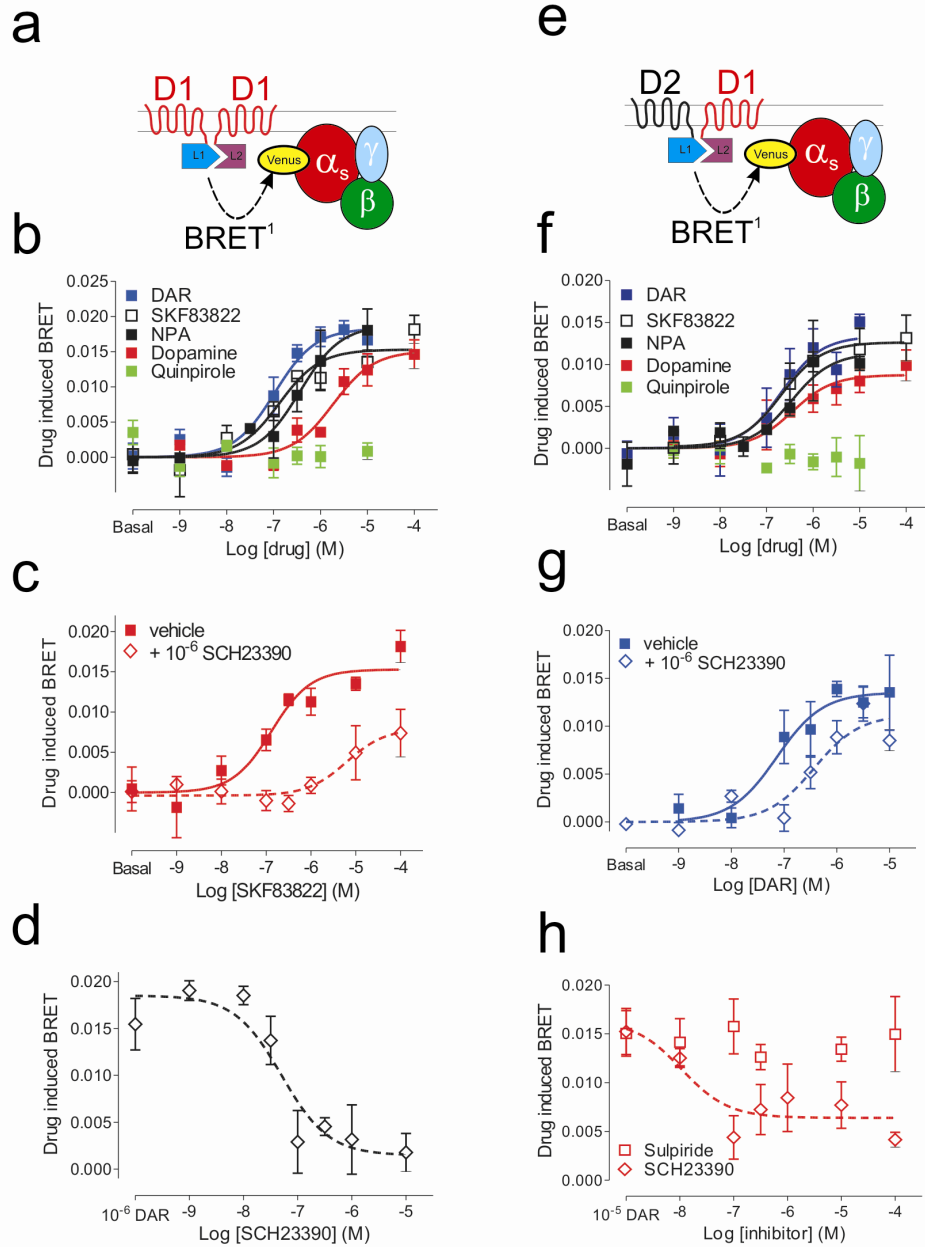 a
D1 D1
L1 L2 Venus αs γ β
BRET1
b
Drug induced BRET
0.025
0.020
0.015
0.010
0.005
0.000
DAR
SKF83822
NPA
Dopamine
Quinpirole
Basal -9 -8 -7 -6 -5 -4
Log [drug] (M)
c
Drug induced BRET
0.020
0.015
0.010
0.005
0.000
vehicle
+ 10-6 SCH23390
Basal -9 -8 -7 -6 -5 -4
Log [SKF83822] (M)
d
Drug induced BRET
0.020
0.015
0.010
0.005
0.000
10-6 DAR -9 -8 -7 -6 -5
Log [SCH23390] (M)
e
D2 D1
L1 L2 Venus αs γ β
BRET1
f
Drug induced BRET
0.020
0.015
0.010
0.005
0.000
DAR
SKF83822
NPA
Dopamine
Quinpirole
Basal -9 -8 -7 -6 -5 -4
Log [drug] (M)
g
Drug induced BRET
0.020
0.015
0.010
0.005
0.000
vehicle
+ 10-6 SCH23390
Basal -9 -8 -7 -6 -5
Log [DAR] (M)
h
Drug induced BRET
0.020
0.015
0.010
0.005
0.000
Sulpiride
SCH23390
10-5 DAR -8 -7 -6 -5 -4
Log [inhibitor] (M)